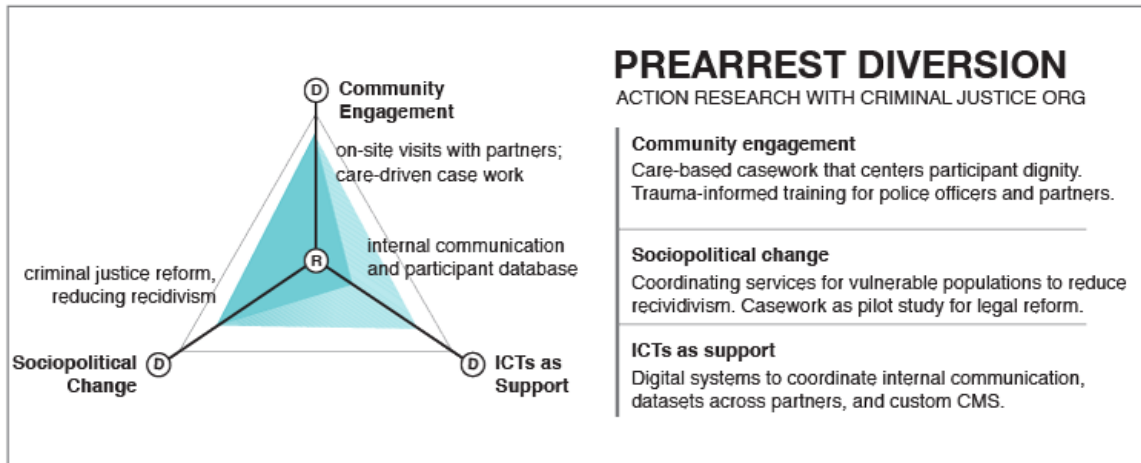 D
Community
Engagement
on-site visits with partners;
care-driven case work
R
internal communication
and participant database
criminal justice reform,
reducing recidivism
Sociopolitical
Change
D
D
ICTs as
Support
PREARREST DIVERSION
ACTION RESEARCH WITH CRIMINAL JUSTICE ORG
Community engagement
Care-based casework that centers participant dignity.
Trauma-informed training for police officers and partners.
Sociopolitical change
Coordinating services for vulnerable populations to reduce
recividivism. Casework as pilot study for legal reform.
ICTs as support
Digital systems to coordinate internal communication,
datasets across partners, and custom CMS.